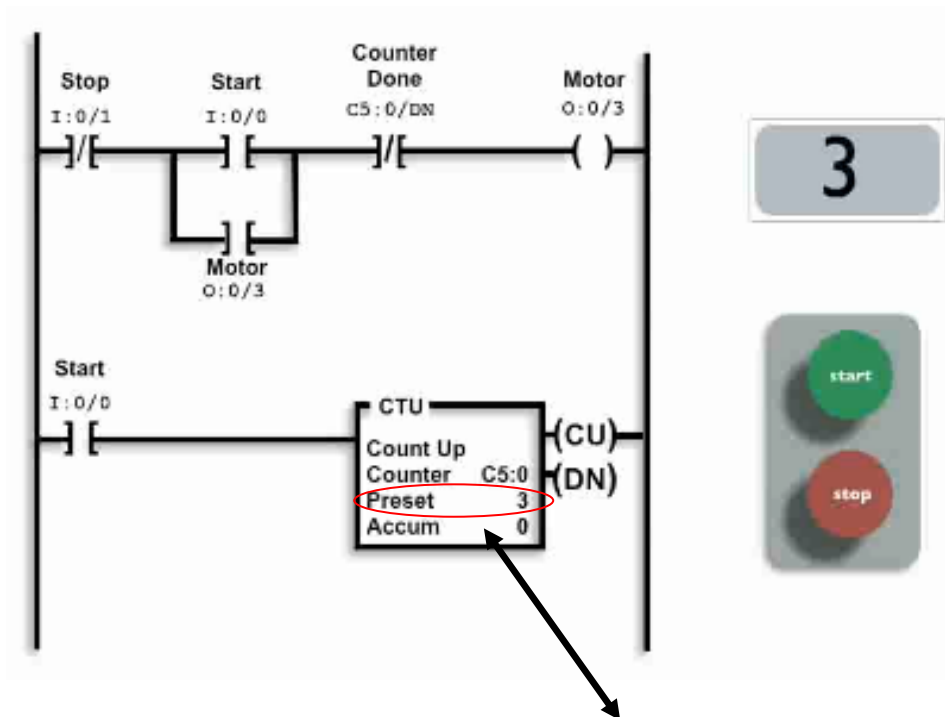 Counter
Stop Start Done Motor
I:0/1 I:0/0 C5:0/DN O:0/3
3
Motor
O:0/3
Start
I:0/0
CTU
Count Up
Counter C5:0
Preset 3
Accum 0
(CU)
(DN)
start
stop